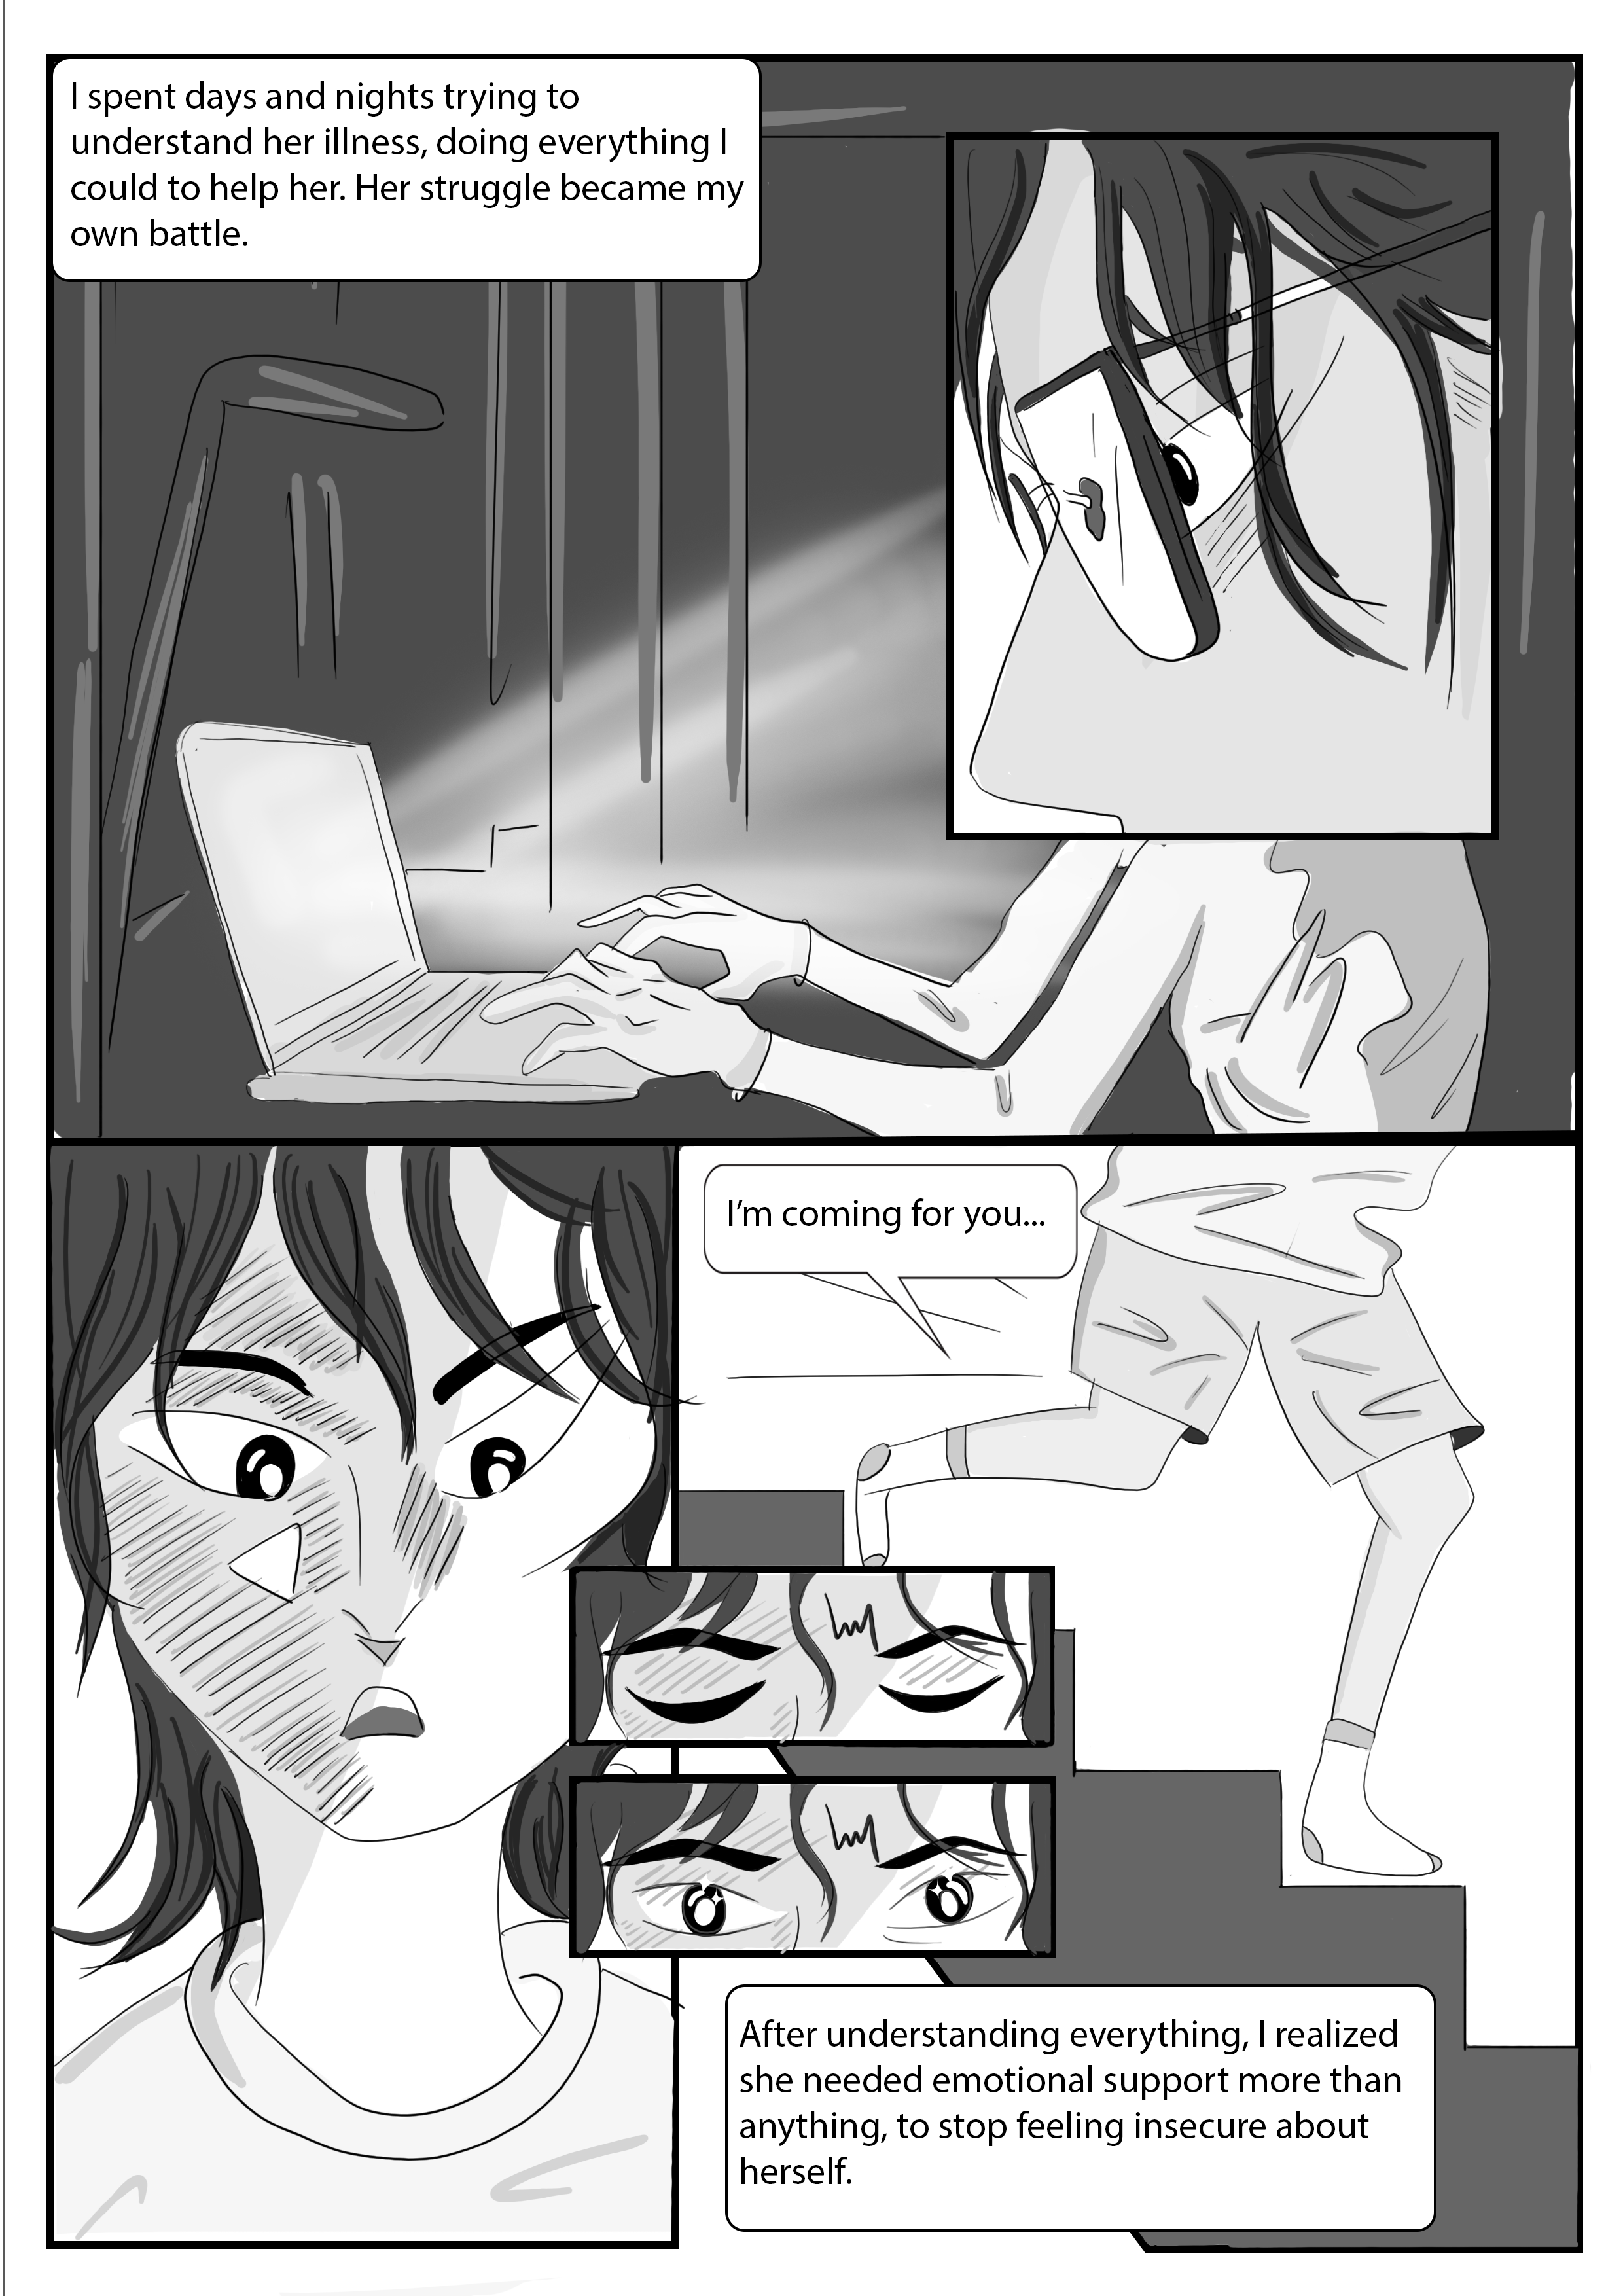 I spent days and nights trying to
understand her illness, doing everything I
could to help her. Her struggle became my
own battle.
I'm coming for you...
After understanding everything, I realized
she needed emotional support more than
anything, to stop feeling insecure about
herself.